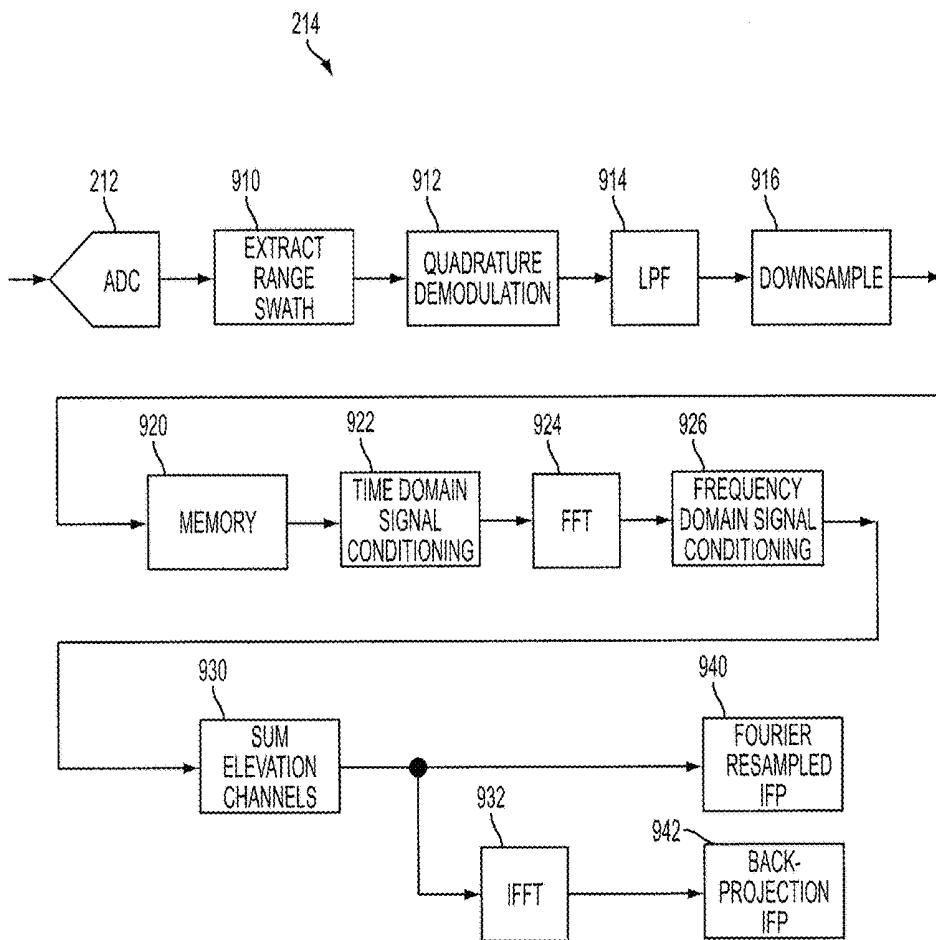 214
212
910
912
914
916
ADC
EXTRACT
RANGE
SWATH
QUADRATURE
DEMODULATION
LPF
DOWNSAMPLE
920
922
924
926
MEMORY
TIME DOMAIN
SIGNAL
CONDITIONING
FFT
FREQUENCY
DOMAIN SIGNAL
CONDITIONING
930
940
SUM
ELEVATION
CHANNELS
FOURIER
RESAMPLED
IFP
932
942
IFFT
BACK-
PROJECTION
IFP